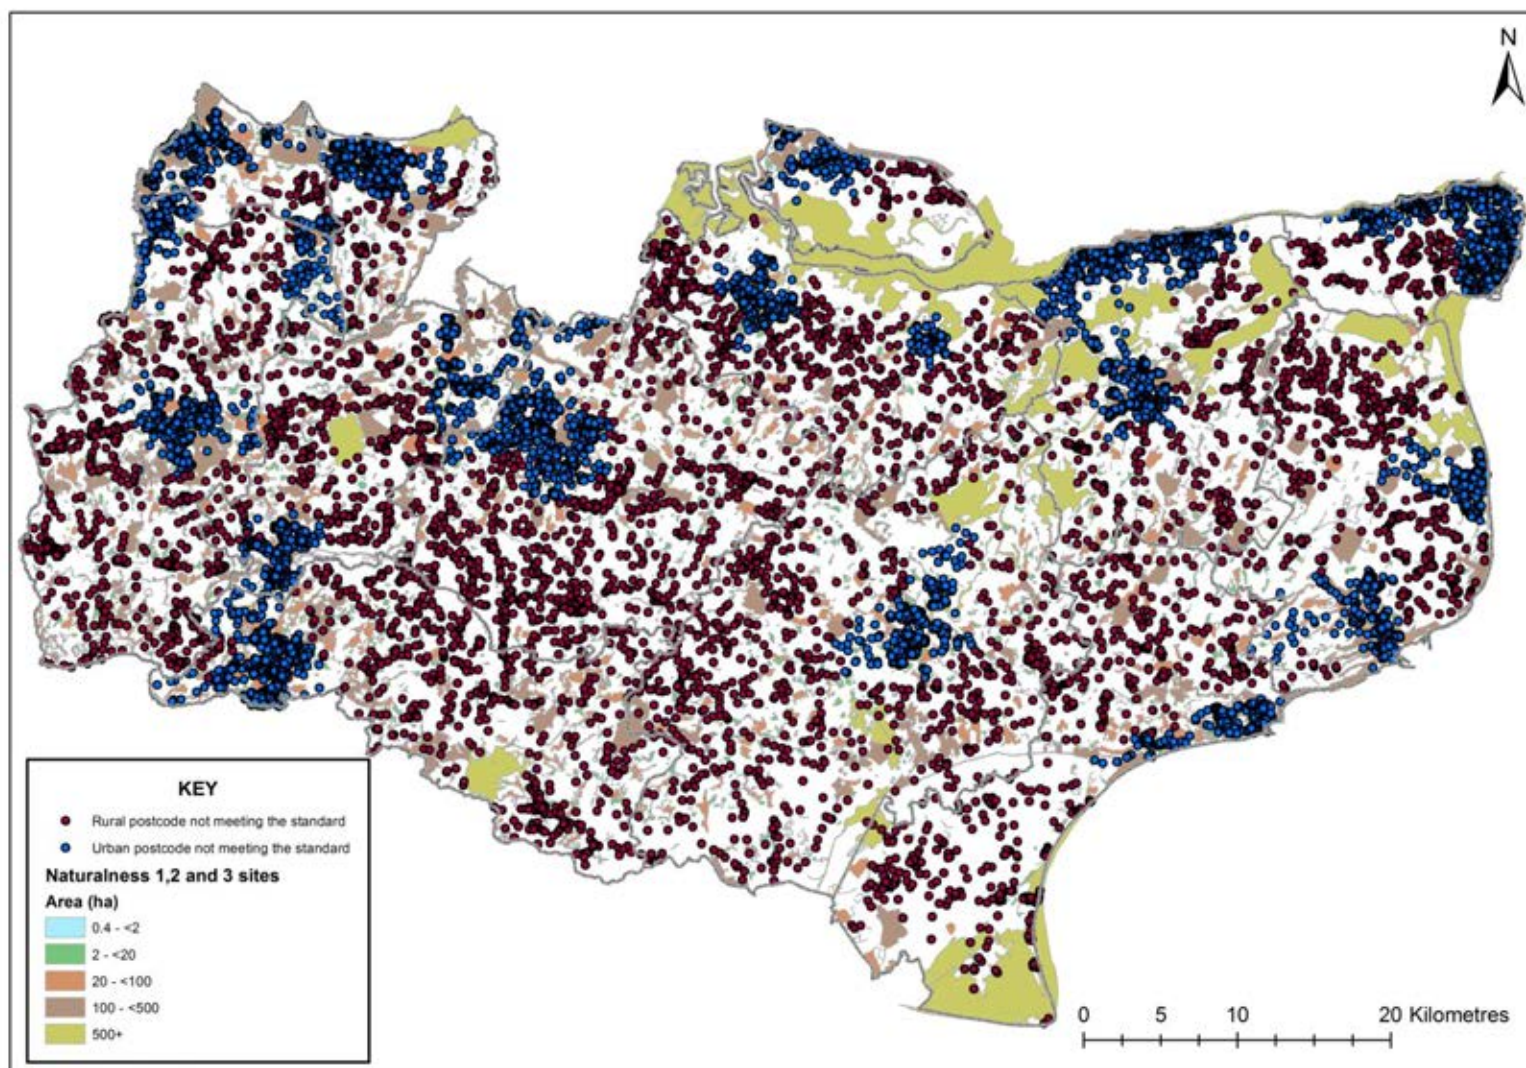 N
KEY
Rural postcode not meeting the standard
Urban postcode not meeting the standard
Naturalness 1,2 and 3 sites
Area (ha)
0.4 - <2
2 - <20
20 - <100
100 - <500
500+
0 5 10 20 Kilometres